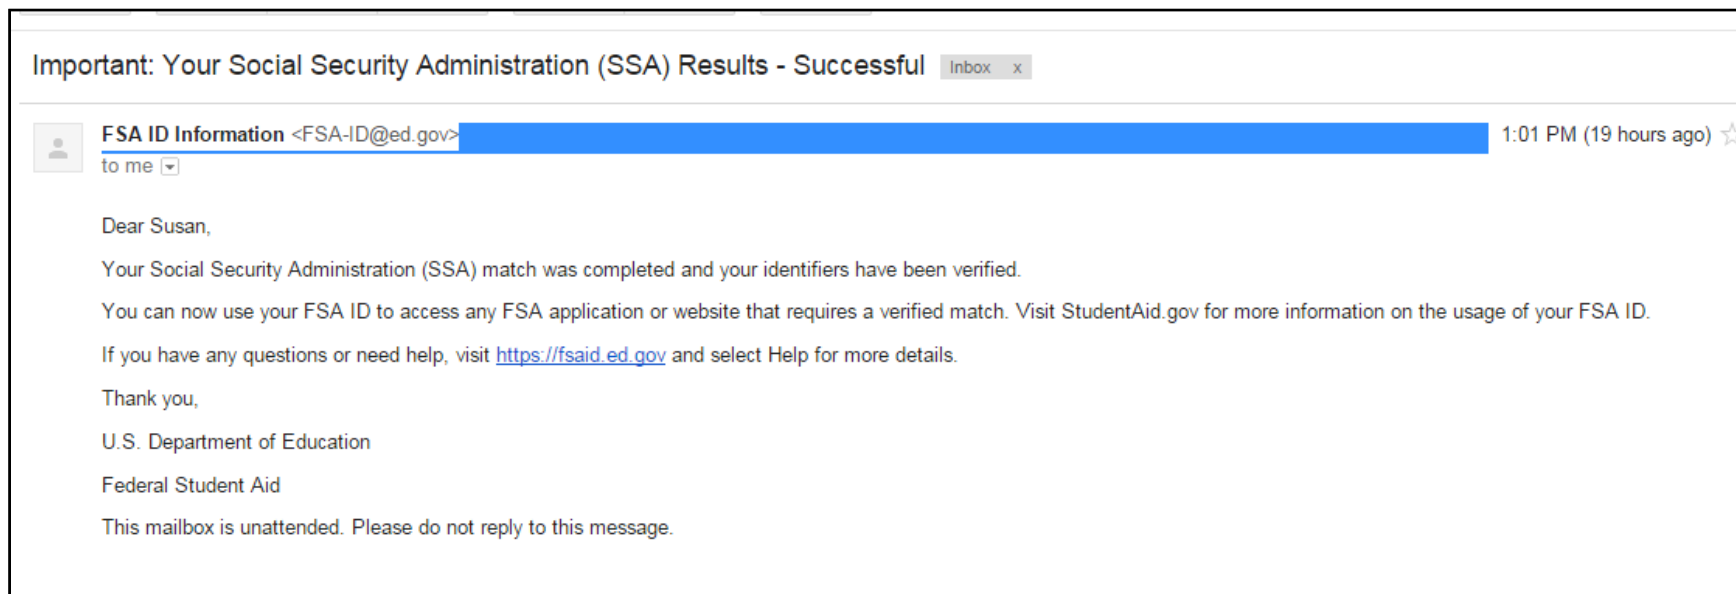 Important: Your Social Security Administration (SSA) Results - Successful Inbox x
FSA ID Information <FSA-ID@ed.gov> 1:01 PM (19 hours ago)
to me
Dear Susan,
Your Social Security Administration (SSA) match was completed and your identifiers have been verified.
You can now use your FSA ID to access any FSA application or website that requires a verified match. Visit StudentAid.gov for more information on the usage of your FSA ID.
If you have any questions or need help, visit https://fsaid.ed.gov and select Help for more details.
Thank you,
U.S. Department of Education
Federal Student Aid
This mailbox is unattended. Please do not reply to this message.